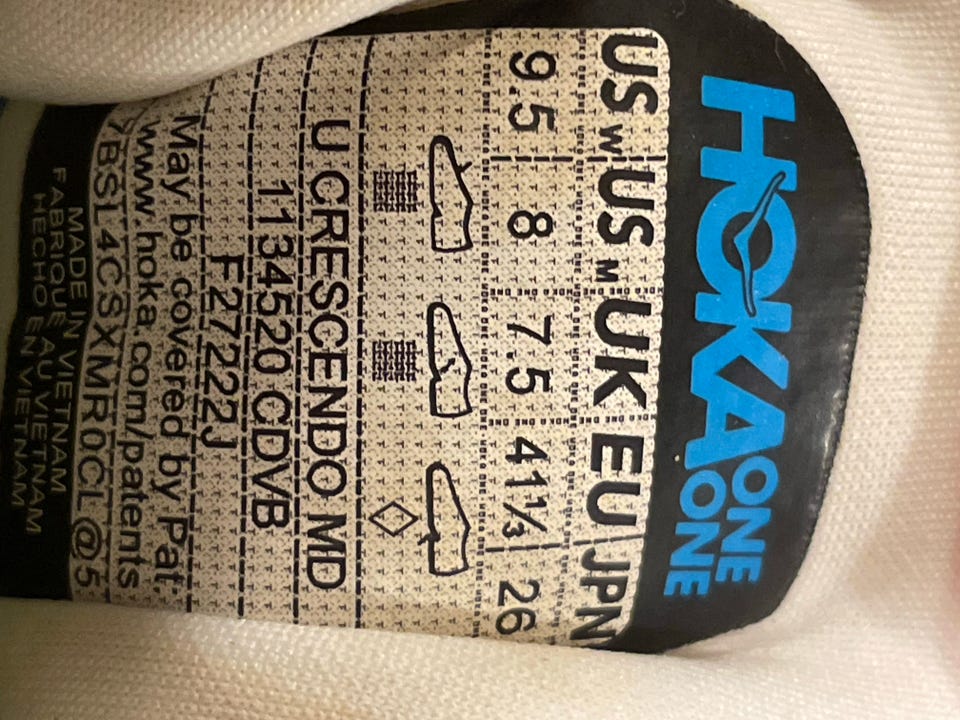 HOKA ONE ONE
US W US M UK EU JPN
9.5 8 7.5 41⅓ 26
U CRESCENDO MD
1134520 CDVB
F27222J
May be covered by Pat.
www.hoka.com/patents
7BSL4CSXMR0CL@5
MADE IN VIETNAM
FABRIQUE AU VIETNAM
HECHO EN VIETNAM